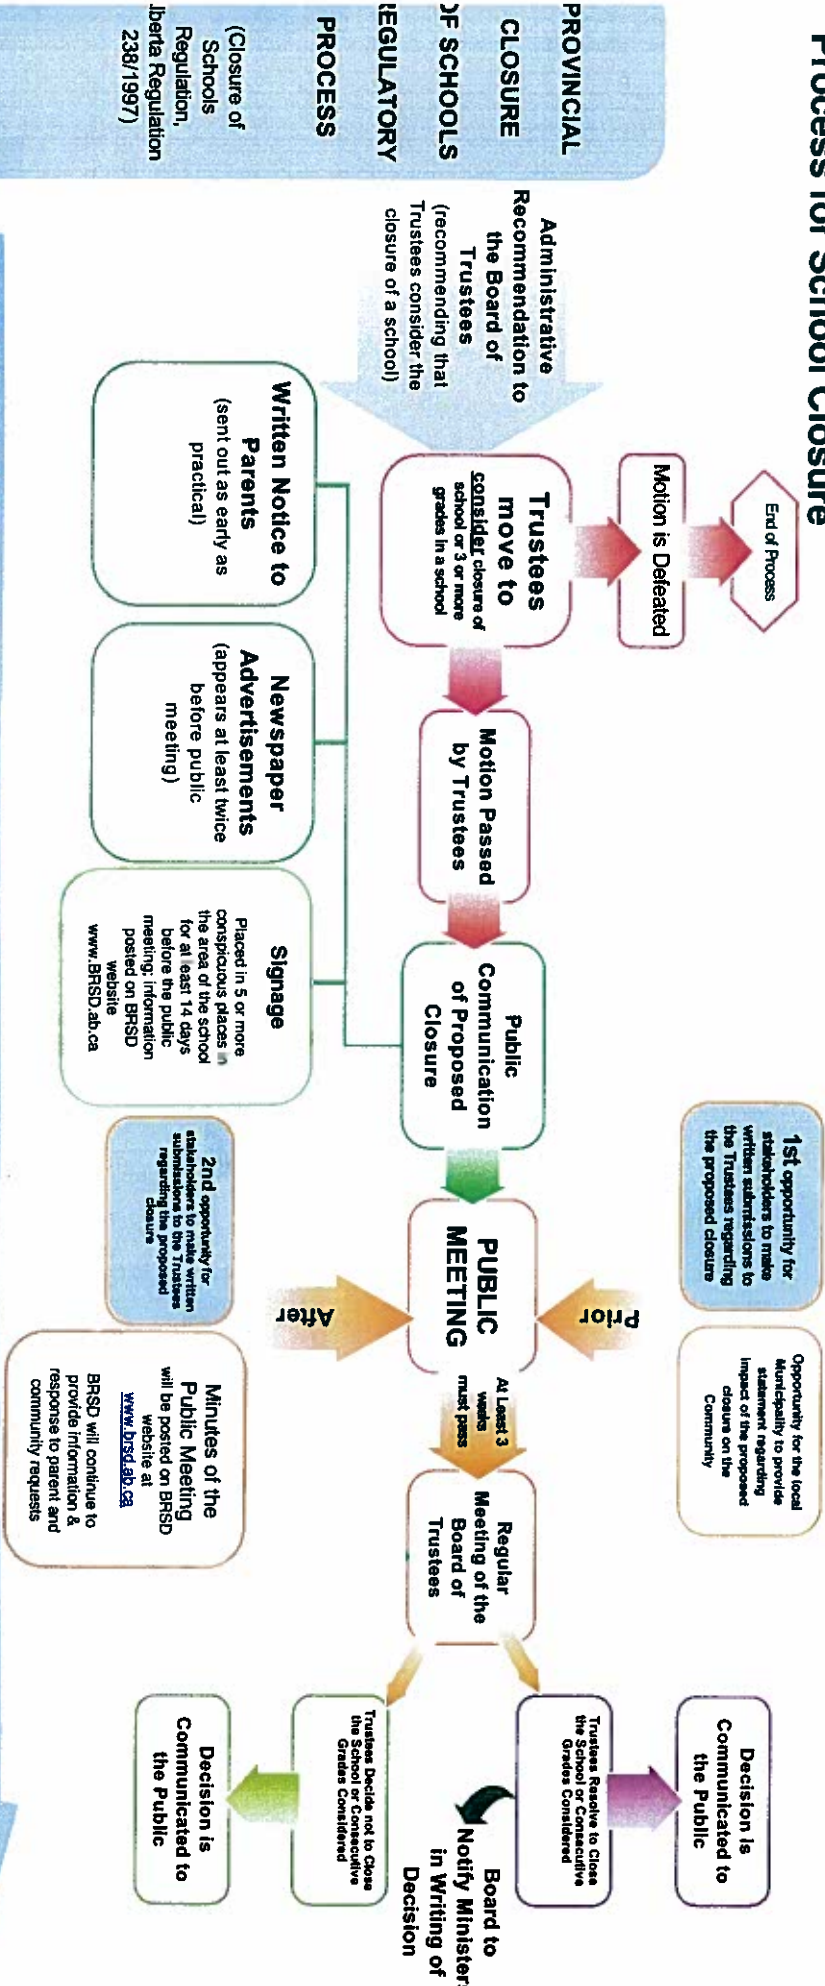 Process for School Closure
PROVINCIAL
CLOSURE
OF SCHOOLS
REGULATORY
PROCESS
(Closure of
Schools
Regulation,
lberta Regulation
238/1997)
Administrative
Recommendation to
the Board of
Trustees
(recommending that
Trustees consider the
closure of a school)
End of Process
Motion is Defeated
Trustees
move to
consider closure of
school or 3 or more
grades in a school
Motion Passed
by Trustees
Public
Communication
of Proposed
Closure
Written Notice to
Parents
(sent out as early as
practical)
Newspaper
Advertisements
(appears at least twice
before public
meeting)
Signage
Placed in 5 or more
conspicuous places in
the area of the school
for at least 14 days
before the public
meeting; information
posted on BRSD
website
www.BRSD.ab.ca
1st opportunity for
stakeholders to make
written submissions to
the Trustees regarding
the proposed closure
Opportunity for the local
Municipality to provide
statement regarding
impact of the proposed
closure on the
Community
Prior
PUBLIC
MEETING
After
2nd opportunity for
stakeholders to make written
submissions to the Trustees
regarding the proposed
closure
Minutes of the
Public Meeting
will be posted on BRSD
website at
www.brsd.ab.ca
BRSD will continue to
provide information &
response to parent and
community requests
At Least 3
weeks
must pass
Regular
Meeting of the
Board of
Trustees
Trustees Resolve to Close
the School or Consecutive
Grades Considered
Decision is
Communicated to
the Public
Board to
Notify Minister
in Writing of
Decision
Trustees Decide not to Close
the School or Consecutive
Grades Considered
Decision is
Communicated to
the Public